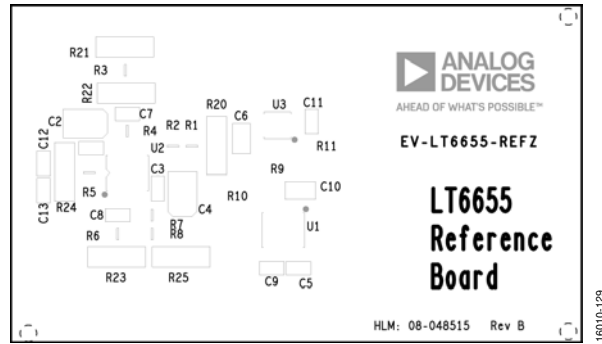 R21
R3
R22
C2
C7
R4
R2
R1
R20
C6
U3
C11
R11
C12
U2
C3
R9
R5
R24
C13
C8
C4
R10
C10
R7
R8
R6
U1
R23
R25
C9
C5
ANALOG
DEVICES
AHEAD OF WHAT'S POSSIBLE™
EV-LT6655-REFZ
LT6655
Reference
Board
HLM: 08-048515 Rev B
16010-129